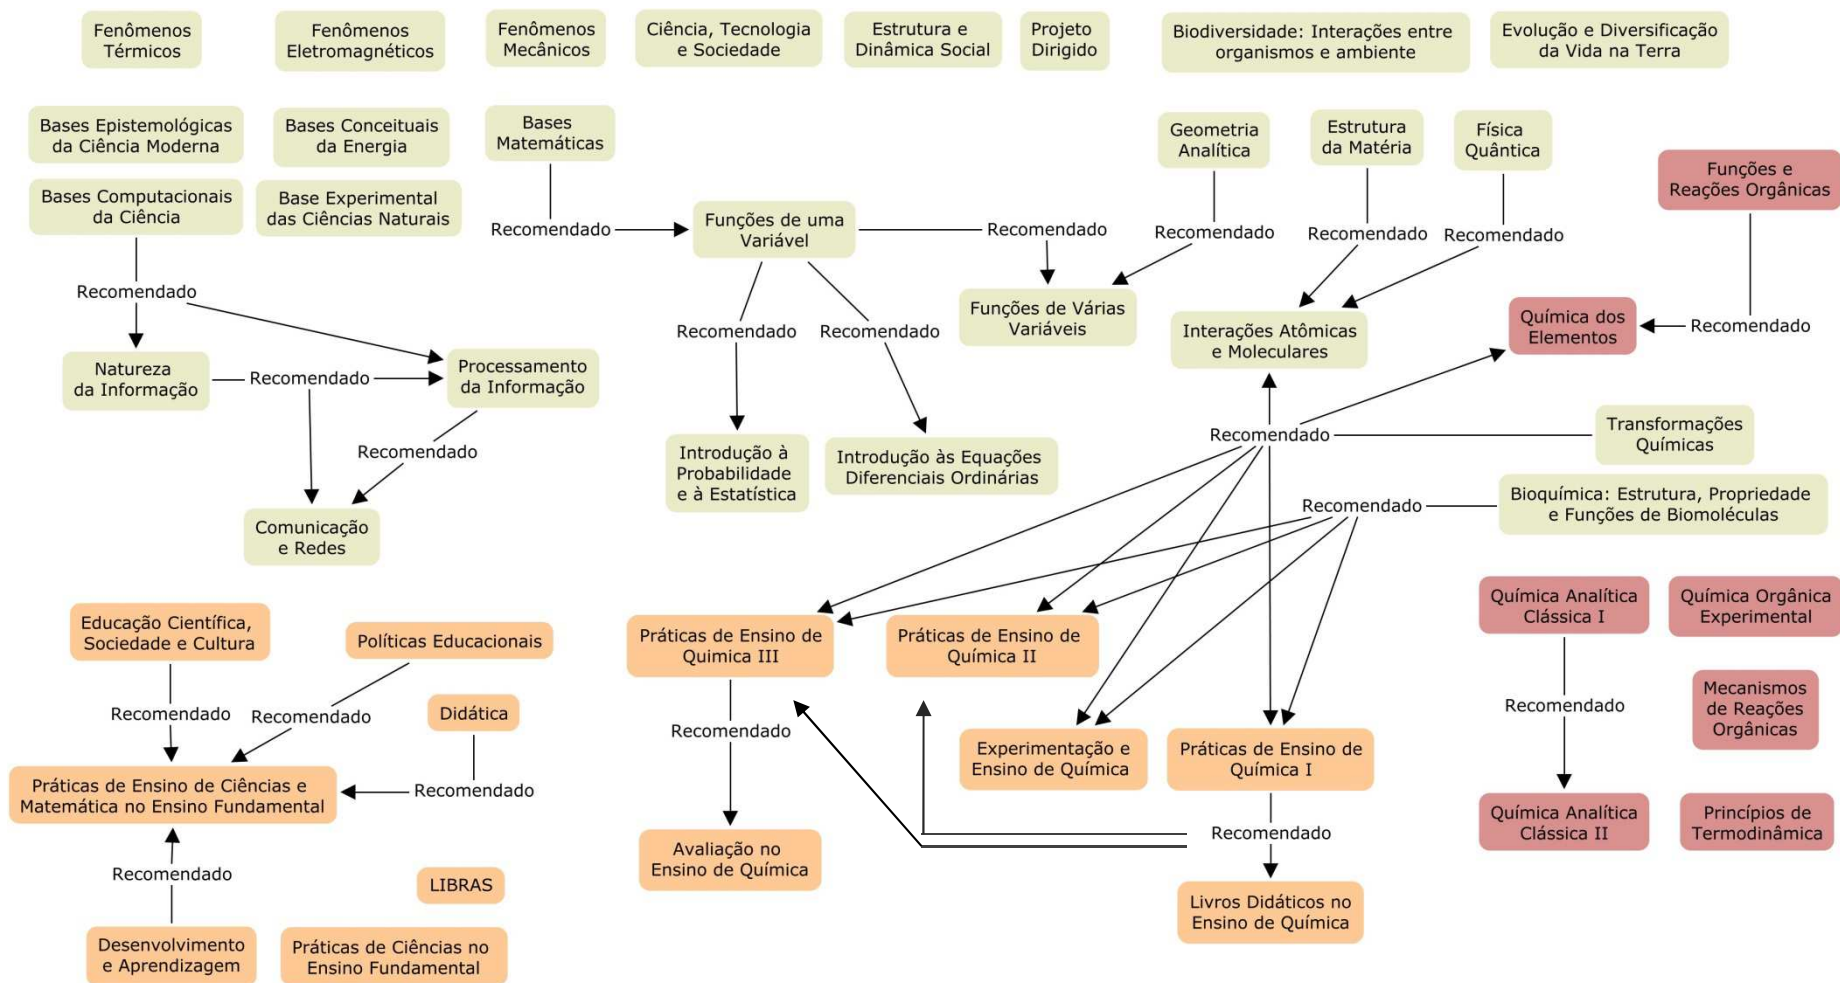 Fenômenos
Térmicos
Fenômenos
Eletromagnéticos
Fenômenos
Mecânicos
Ciência, Tecnologia
e Sociedade
Estrutura e
Dinâmica Social
Projeto
Dirigido
Biodiversidade: Interações entre
organismos e ambiente
Evolução e Diversificação
da Vida na Terra
Bases Epistemológicas
da Ciência Moderna
Bases Conceituais
da Energia
Bases
Matemáticas
Geometria
Analítica
Estrutura
da Matéria
Física
Quântica
Funções e
Reações Orgânicas
Bases Computacionais
da Ciência
Base Experimental
das Ciências Naturais
Recomendado
Funções de uma
Variável
Recomendado
Recomendado
Recomendado
Recomendado
Recomendado
Funções de Várias
Variáveis
Interações Atômicas
e Moleculares
Química dos
Elementos
Recomendado
Recomendado
Recomendado
Natureza
da Informação
Recomendado
Processamento
da Informação
Recomendado
Recomendado
Transformações
Químicas
Introdução à
Probabilidade
e à Estatística
Introdução às Equações
Diferenciais Ordinárias
Comunicação
e Redes
Recomendado
Bioquímica: Estrutura, Propriedade
e Funções de Biomoléculas
Educação Científica,
Sociedade e Cultura
Políticas Educacionais
Práticas de Ensino de
Quimica III
Práticas de Ensino de
Química II
Química Analítica
Clássica I
Química Orgânica
Experimental
Recomendado
Recomendado
Didática
Recomendado
Experimentação e
Ensino de Química
Práticas de Ensino de
Química I
Recomendado
Mecanismos
de Reações
Orgânicas
Práticas de Ensino de Ciências e
Matemática no Ensino Fundamental
Recomendado
Recomendado
Química Analítica
Clássica II
Princípios de
Termodinâmica
Recomendado
LIBRAS
Avaliação no
Ensino de Química
Livros Didáticos no
Ensino de Química
Desenvolvimento
e Aprendizagem
Práticas de Ciências no
Ensino Fundamental